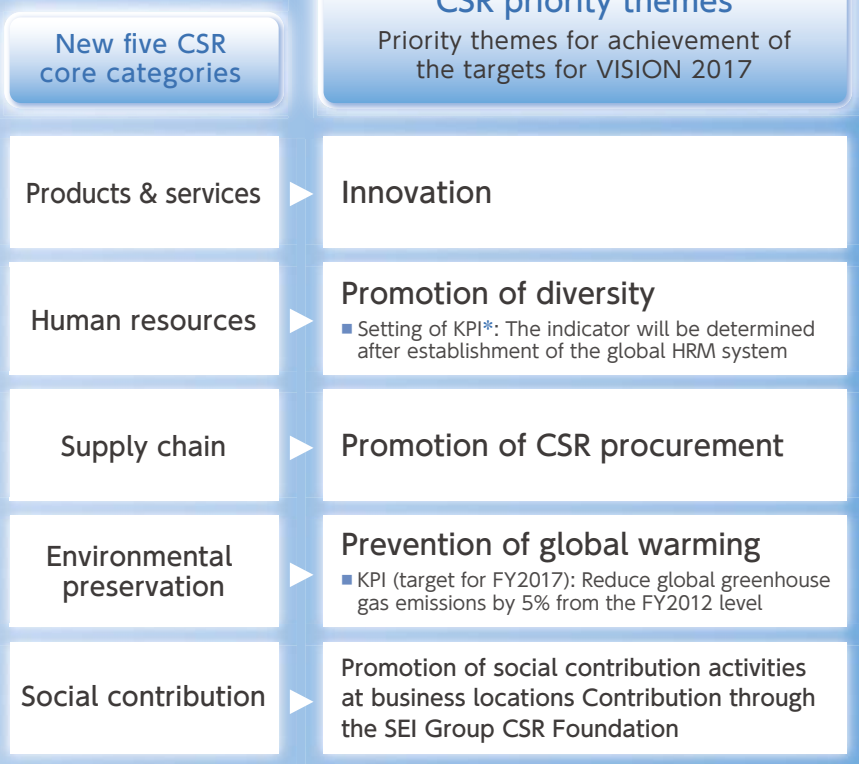 New five CSR
core categories
CSR priority themes
Priority themes for achievement of
the targets for VISION 2017
Products & services
Innovation
Human resources
Promotion of diversity
■ Setting of KPI*: The indicator will be determined
after establishment of the global HRM system
Supply chain
Promotion of CSR procurement
Environmental
preservation
Prevention of global warming
■ KPI (target for FY2017): Reduce global greenhouse
gas emissions by 5% from the FY2012 level
Social contribution
Promotion of social contribution activities
at business locations Contribution through
the SEI Group CSR Foundation